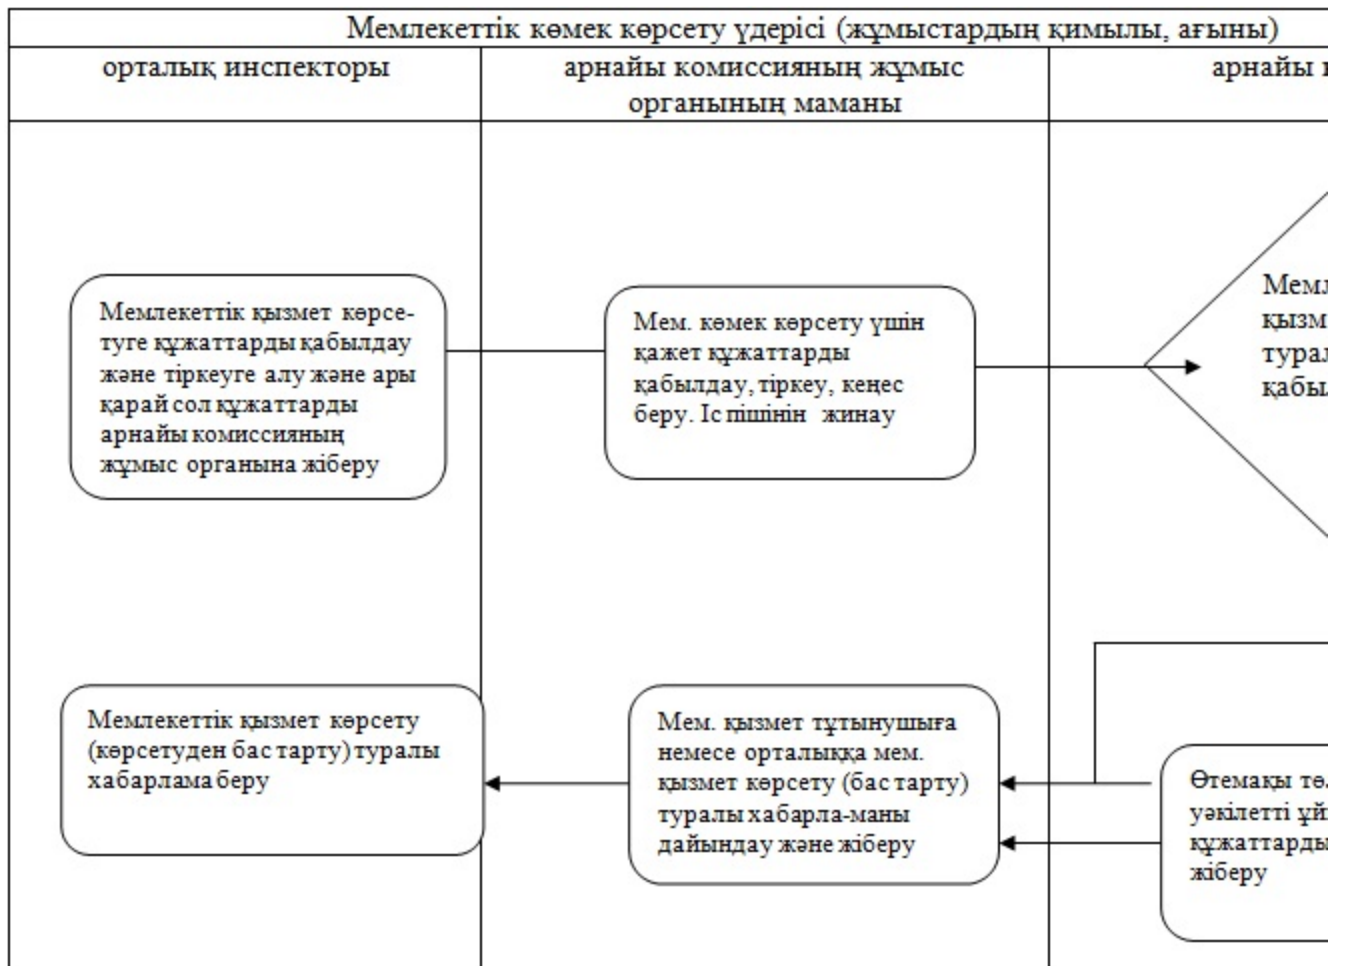 Мемлекеттік көмек көрсету үдерісі (жұмыстардың қимылы, ағыны)
орталық инспекторы
арнайы комиссияның жұмыс
органының маманы
арнайы
Мемлекеттік қызмет көрсе-
туге құжаттарды қабылдау
және тіркеуге алу және ары
қарай сол құжаттарды
арнайы комиссияның
жұмыс органына жіберу
Мем. көмек көрсету үшін
қажет құжаттарды
қабылдау, тіркеу, кеңес
беру. Іс пішінін жинау
Мемлекеттік қызмет көрсету
(көрсетуден бас тарту) туралы
хабарлама беру
Мем. қызмет тұтынушыға
немесе орталыққа мем.
қызмет көрсету (бас тарту)
туралы хабарла-маны
дайындау және жіберу
Өтемақы
уәкілетті
құжаттарды
жіберу